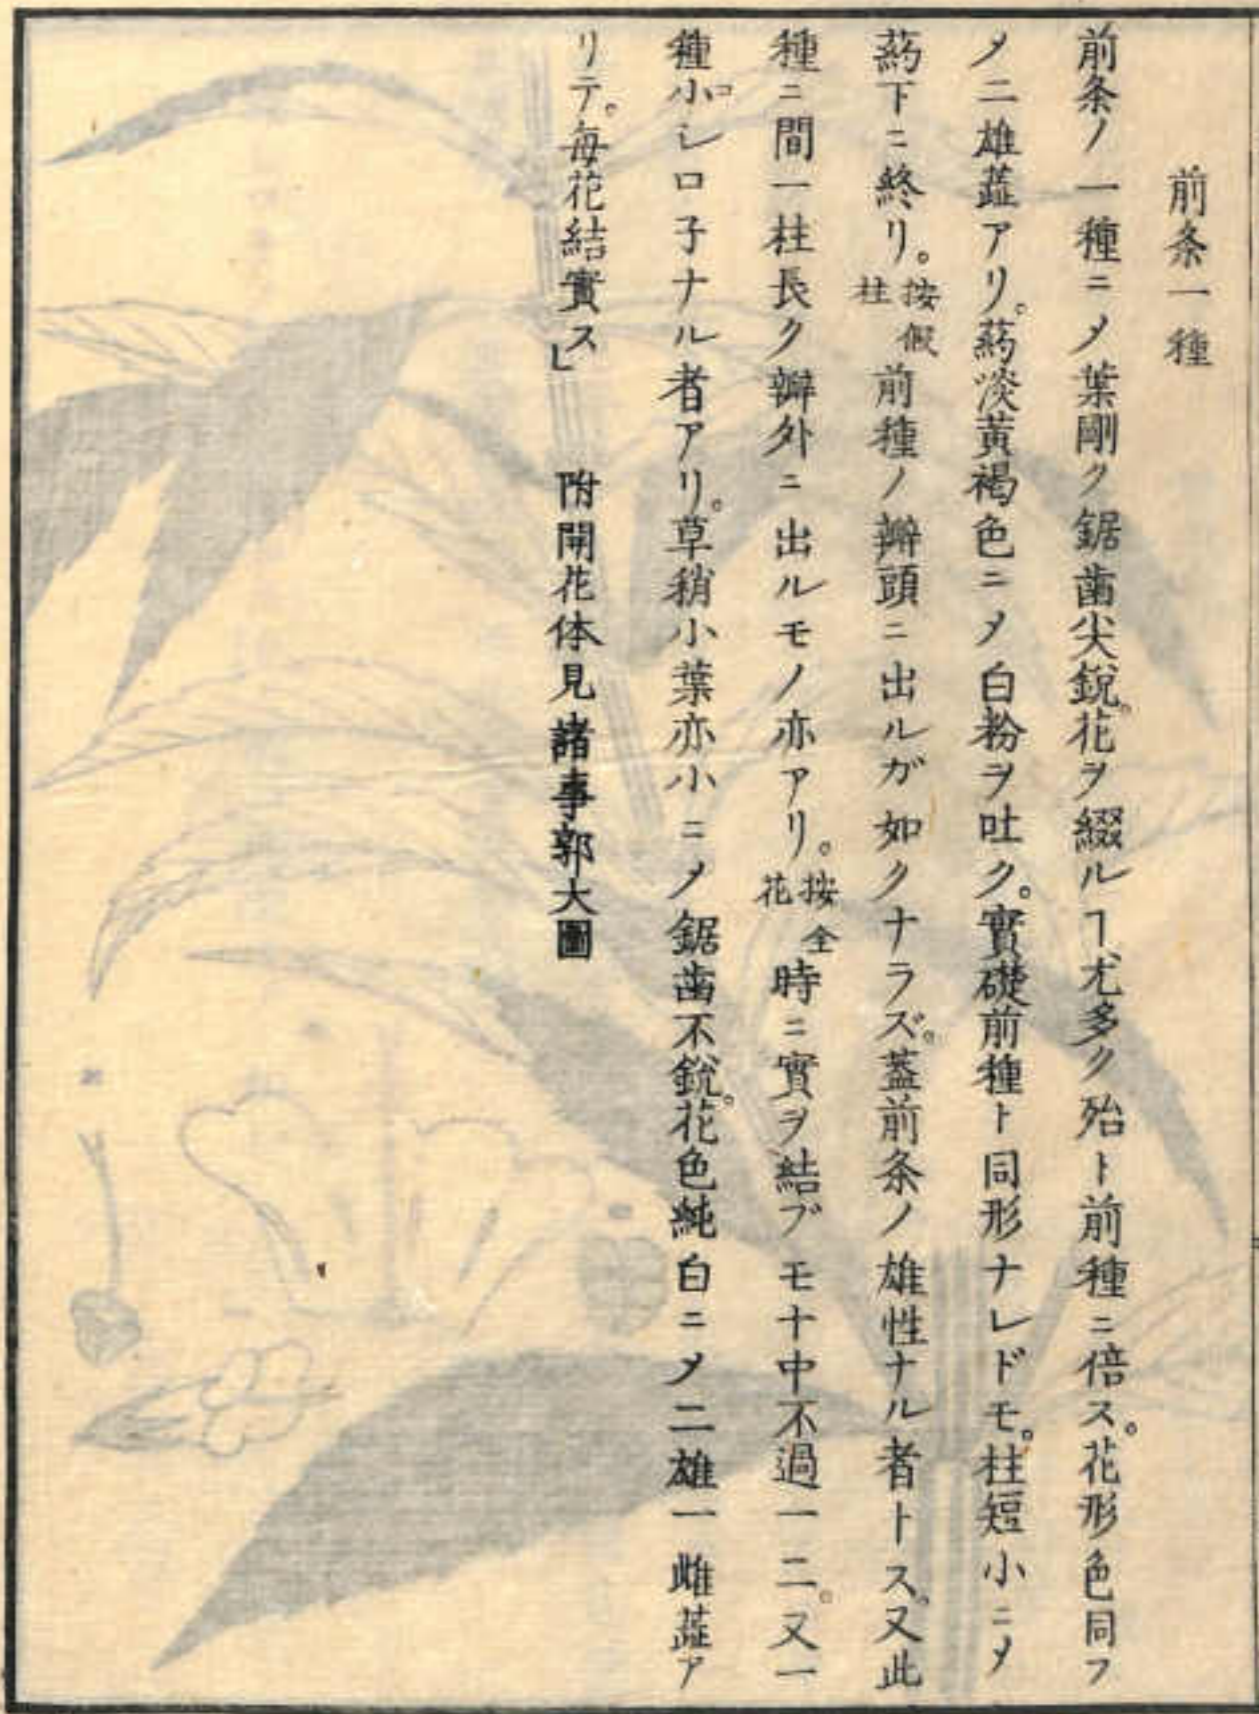 前条一種
前条ノ一種ニメ葉剛ク鋸歯尖銳。花ヲ綴ルヿ尤多ク殆ト前種ニ倍ス。花形色同フ
メ二雄蕋アリ。葯淡黄褐色ニメ白粉ヲ吐ク。實礎前種ト同形ナレドモ。柱短小ニメ
葯下ニ終リ。按假柱前種ノ瓣頭ニ出ルガ如クナラズ。蓋前条ノ雄性ナル者トス。又此
種ニ間一柱長ク瓣外ニ出ルモノ亦アリ。按全花時ニ實ヲ結ブモ十中不過一二。又一
種小シロ子ナル者アリ。草稍小葉亦小ニメ鋸歯不銳。花色純白ニメ二雄一雌蕋ア
リテ。毎花結實ス」 附開花体見諸事郭大圖